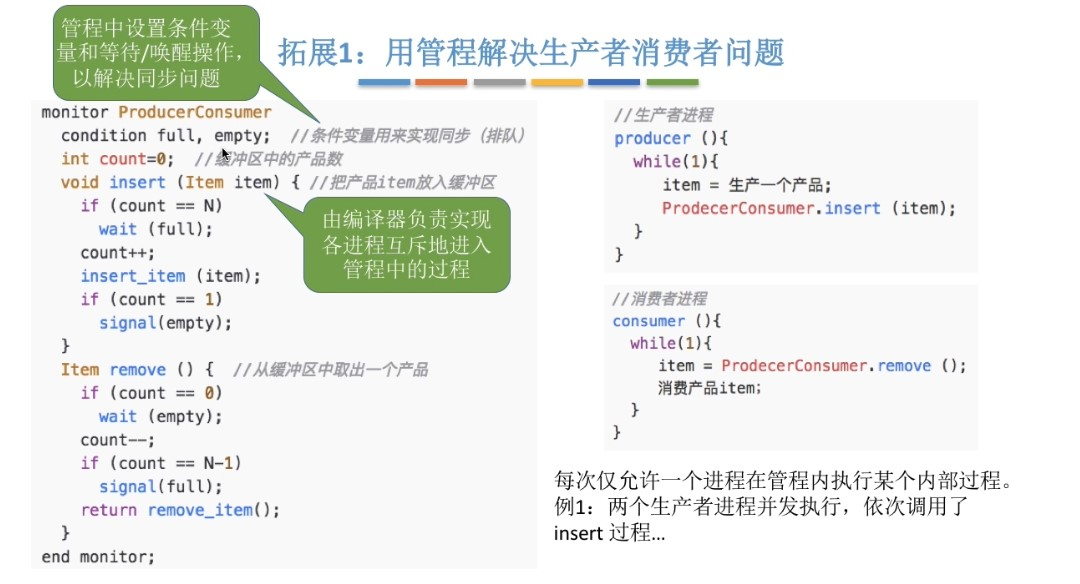 管程中设置条件变
量和等待/唤醒操作,
以解决同步问题
拓展1：用管程解决生产者消费者问题
monitor ProducerConsumer
condition full, empty; //条件变量用来实现同步（排队）
int count=0; //缓冲区中的产品数
void insert (Item item) { //把产品item放入缓冲区
if (count == N)
wait (full);
count++;
insert_item (item);
if (count == 1)
signal(empty);
}
Item remove () { //从缓冲区中取出一个产品
if (count == 0)
wait (empty);
count--;
if (count == N-1)
signal(full);
return remove_item();
}
end monitor;
由编译器负责实现
各进程互斥地进入
管程中的过程
//生产者进程
producer (){
while(1){
item = 生产一个产品;
ProdecerConsumer.insert (item);
}
}
//消费者进程
consumer (){
while(1){
item = ProdecerConsumer.remove ();
消费产品item;
}
}
每次仅允许一个进程在管程内执行某个内部过程。
例1：两个生产者进程并发执行，依次调用了
insert 过程...